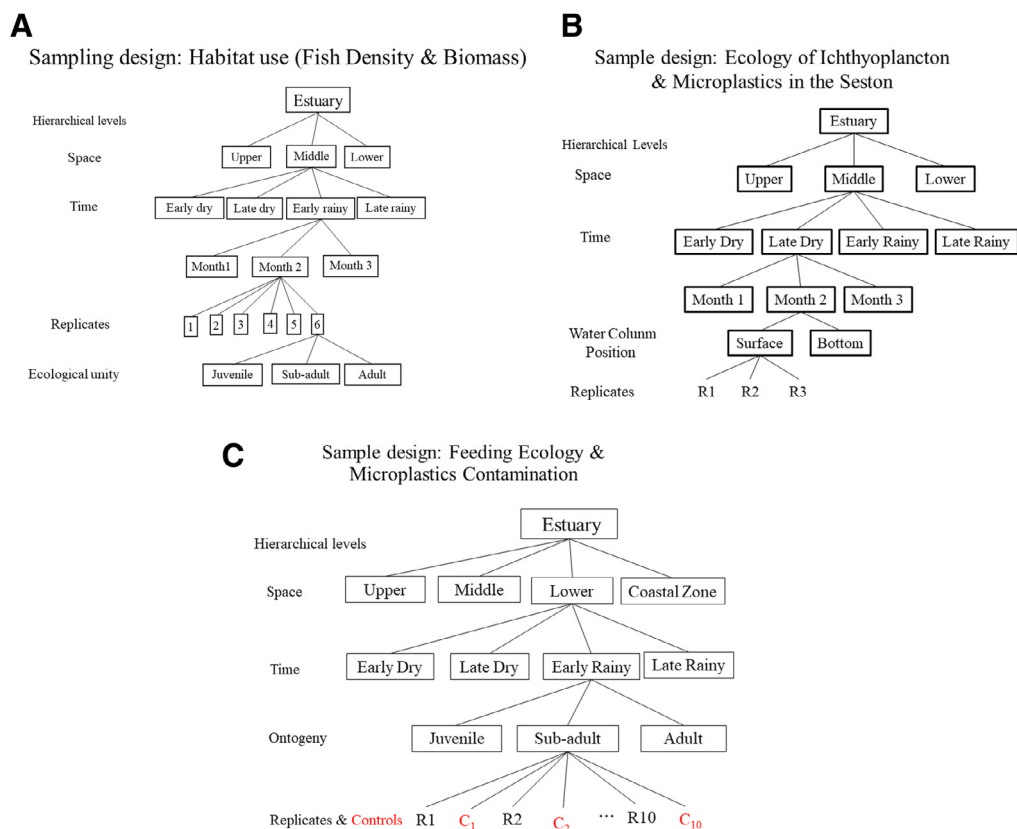 A
Sampling design: Habitat use (Fish Density & Biomass)
Estuary
Hierarchical levels
Space
Upper
Middle
Lower
Time
Early dry
Late dry
Early rainy
Late rainy
Month1
Month 2
Month 3
Replicates
1
2
3
4
5
6
Ecological unity
Juvenile
Sub-adult
Adult
B
Sample design: Ecology of Ichthyoplancton
& Microplastics in the Seston
Estuary
Hierarchical Levels
Space
Upper
Middle
Lower
Time
Early Dry
Late Dry
Early Rainy
Late Rainy
Month 1
Month 2
Month 3
Water Colunm
Position
Surface
Bottom
Replicates
R1
R2
R3
C
Sample design: Feeding Ecology &
Microplastics Contamination
Estuary
Hierarchical levels
Space
Upper
Middle
Lower
Coastal Zone
Time
Early Dry
Late Dry
Early Rainy
Late Rainy
Ontogeny
Juvenile
Sub-adult
Adult
Replicates & Controls
R1
C₁
R2
C₂
...
R10
C₁₀